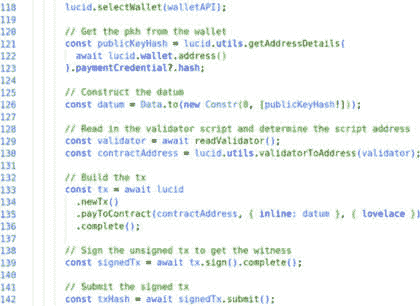 118 lucid.selectWallet(walletAPI);
119
120 // Get the pkh from the wallet
121 const publicKeyHash = lucid.utils.getAddressDetails(
122 await lucid.wallet.address()
123 ).paymentCredential?.hash;
124
125 // Construct the datum
126 const datum = Data.to(new Constr(0, [publicKeyHash!]));
127
128 // Read in the validator script and determine the script address
129 const validator = await readValidator();
130 const contractAddress = lucid.utils.validatorToAddress(validator);
131
132 // Build the tx
133 const tx = await lucid
134 .newTx()
135 .payToContract(contractAddress, { inline: datum }, { lovelace })
136 .complete();
137
138 // Sign the unsigned tx to get the witness
139 const signedTx = await tx.sign().complete();
140
141 // Submit the signed tx
142 const txHash = await signedTx.submit();